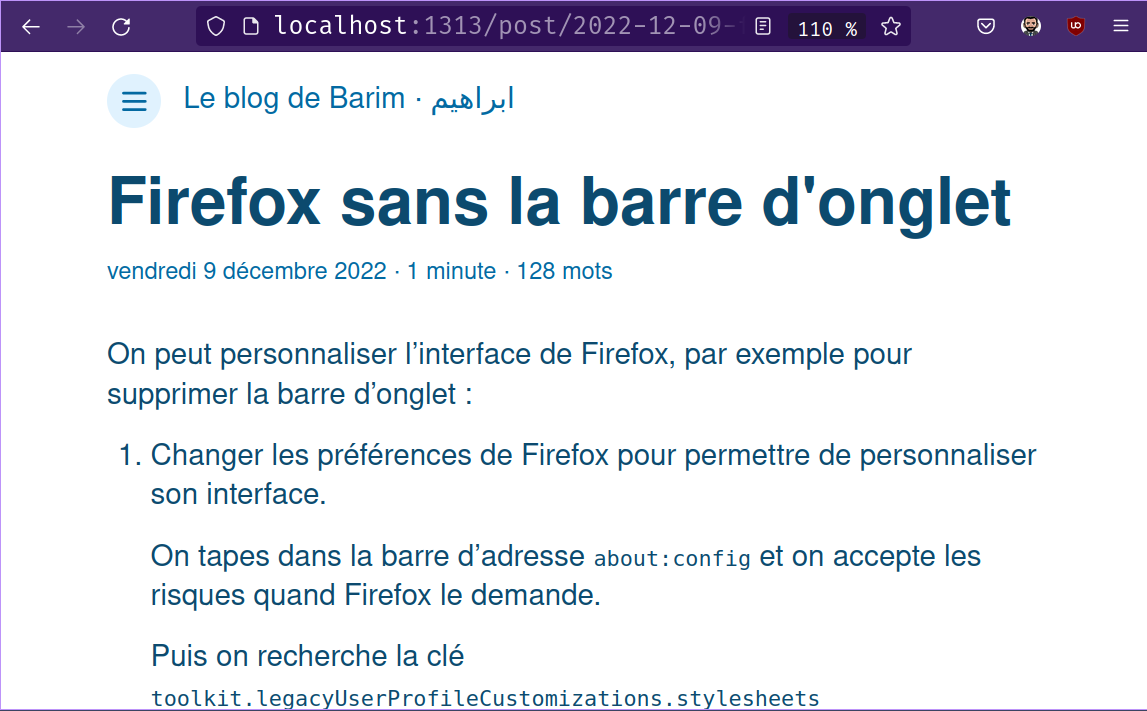 localhost:1313/post/2022-12-09-
110 %
Le blog de Barim · ابراهيم
Firefox sans la barre d'onglet
vendredi 9 décembre 2022 · 1 minute · 128 mots
On peut personnaliser l’interface de Firefox, par exemple pour
supprimer la barre d’onglet :
1. Changer les préférences de Firefox pour permettre de personnaliser
son interface.
On tapes dans la barre d’adresse about:config et on accepte les
risques quand Firefox le demande.
Puis on recherche la clé
toolkit.legacyUserProfileCustomizations.stylesheets